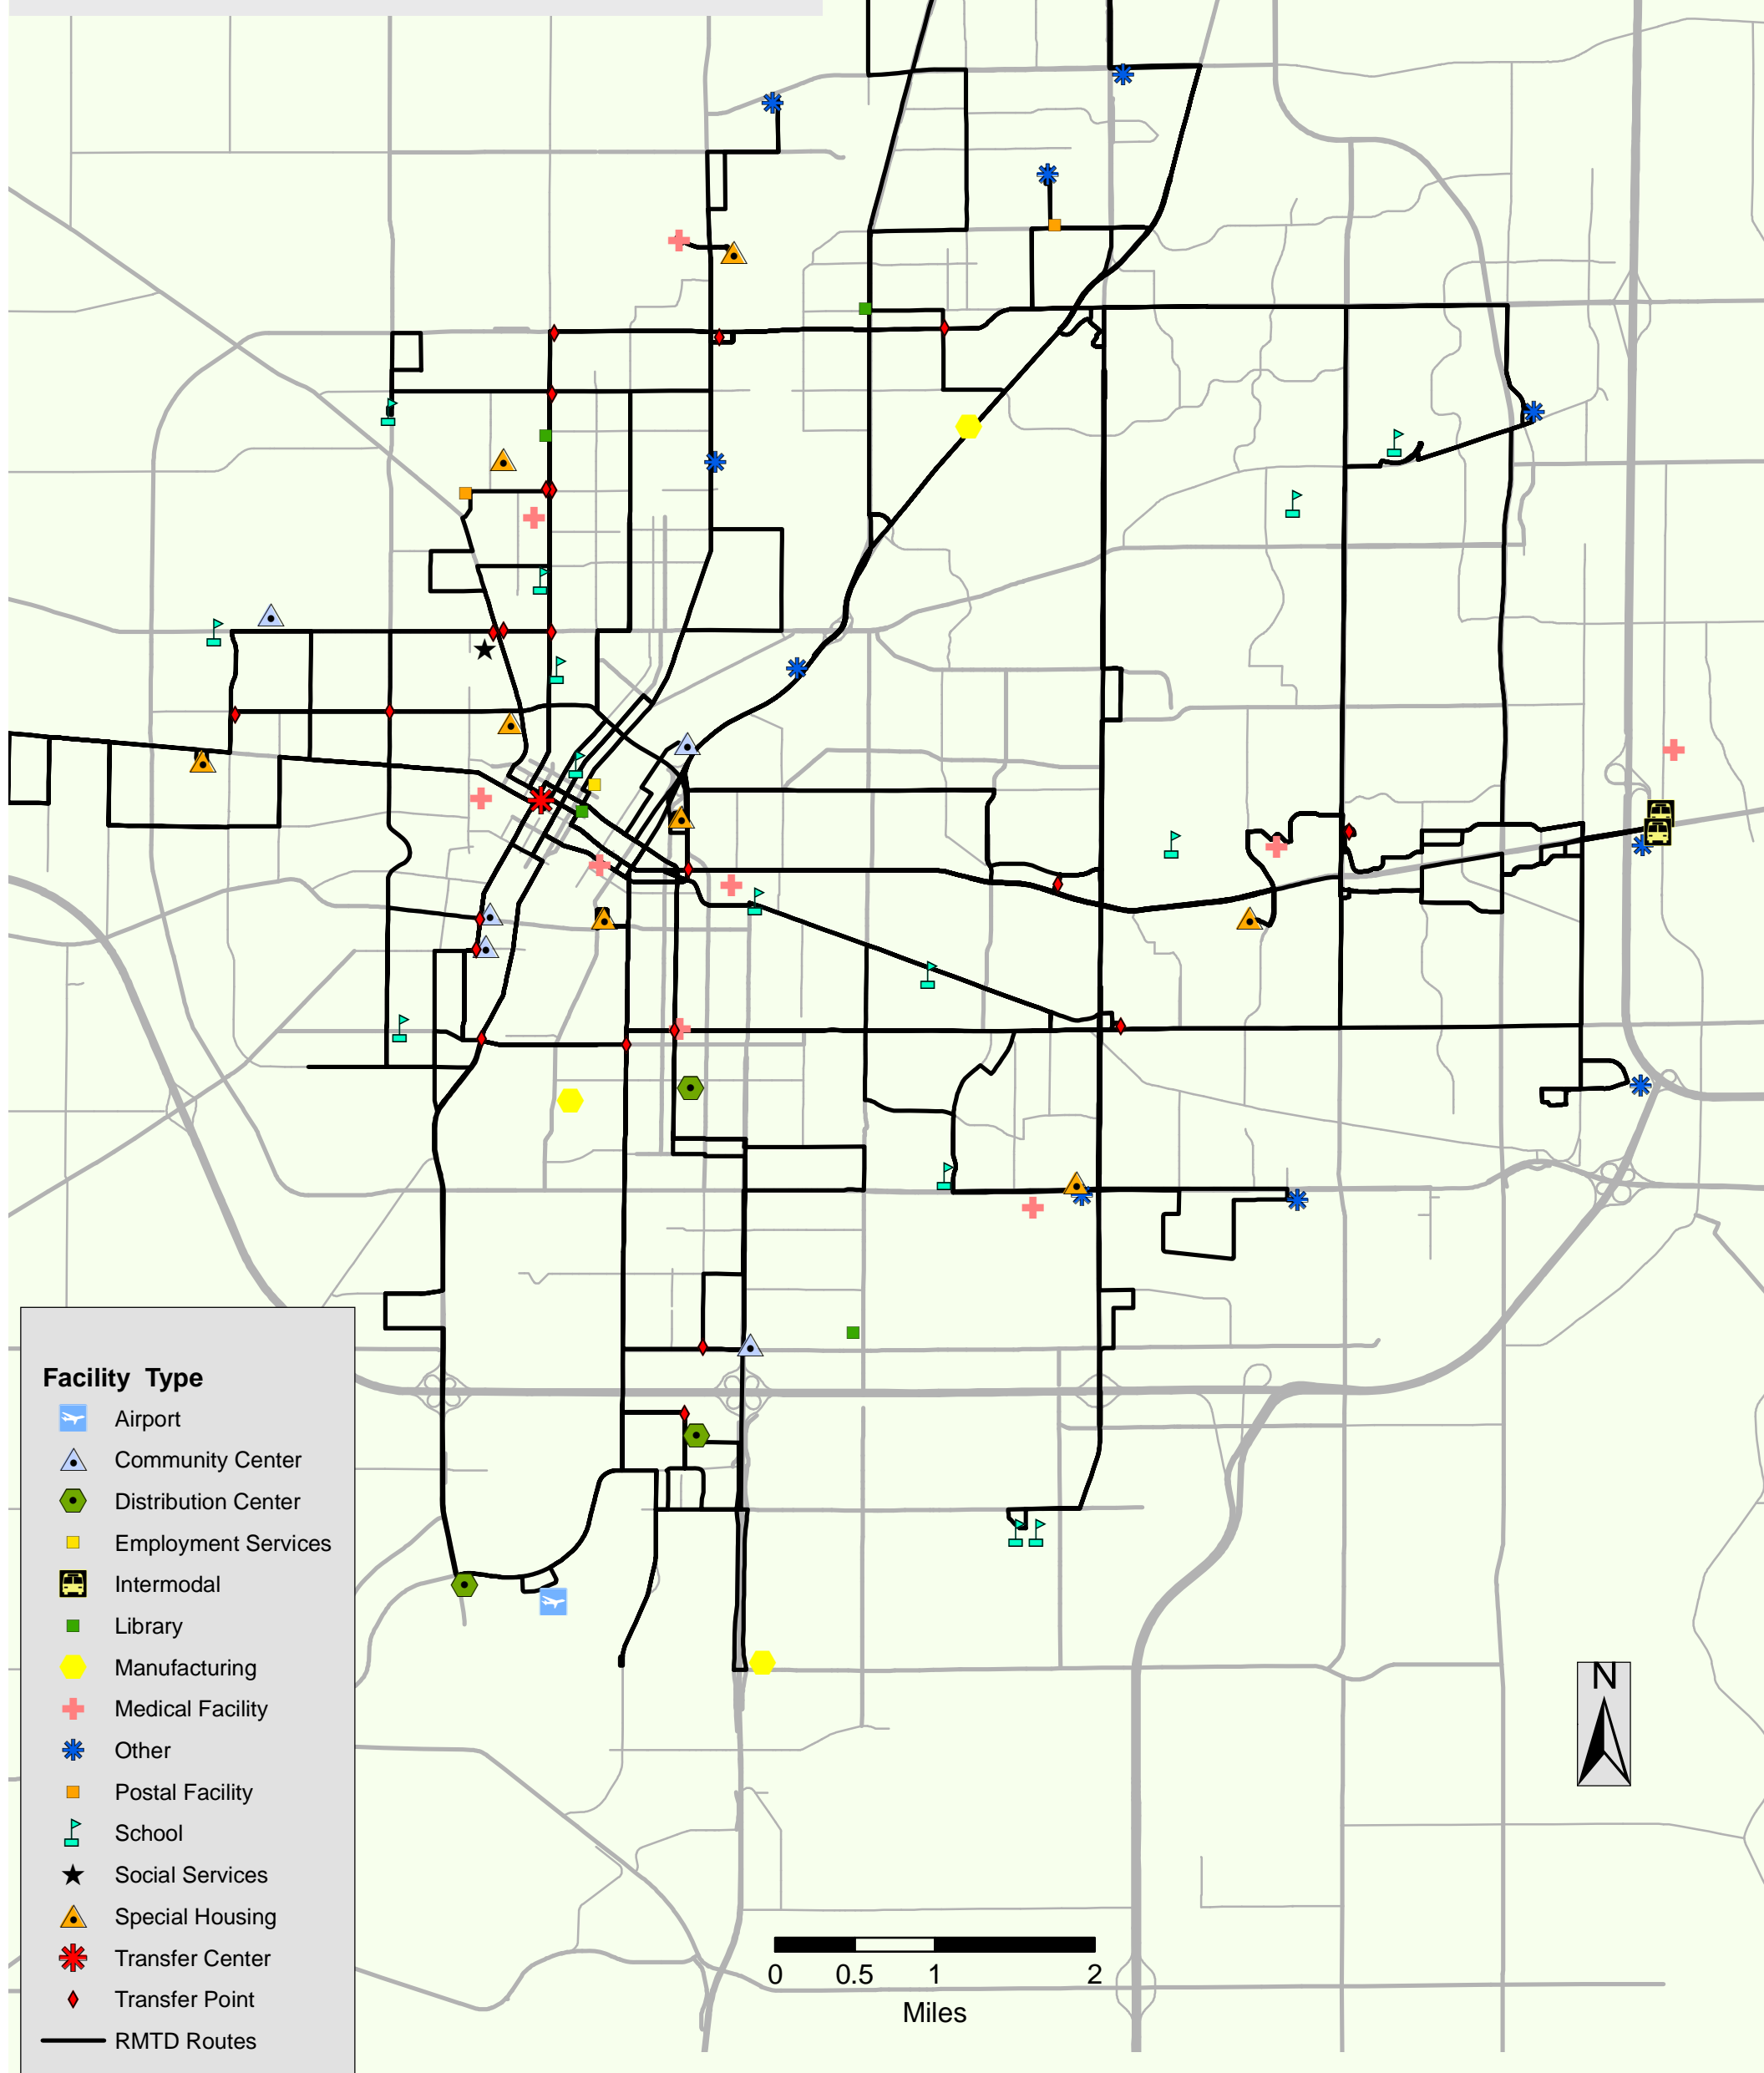 Facility Type
Airport
Community Center
Distribution Center
Employment Services
Intermodal
Library
Manufacturing
Medical Facility
Other
Postal Facility
School
Social Services
Special Housing
Transfer Center
Transfer Point
RMTD Routes
N
0 0.5 1 2
Miles